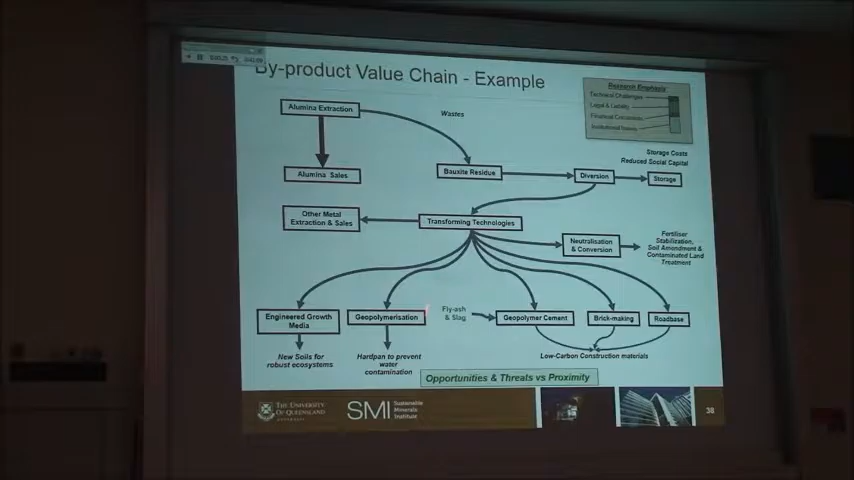 By-product Value Chain - Example
Research Emphasis
Technical Challenges
Legal & Liability
Financial Constraints
Institutional Issues
Alumina Extraction
Wastes
Alumina Sales
Bauxite Residue
Diversion
Storage Costs
Reduced Social Capital
Storage
Other Metal
Extraction & Sales
Transforming Technologies
Neutralisation
& Conversion
Fertiliser
Stabilization,
Soil Amendment &
Contaminated Land
Treatment
Engineered Growth
Media
Geopolymerisation
Fly-ash
& Slag
Geopolymer Cement
Brick-making
Roadbase
New Soils for
robust ecosystems
Hardpan to prevent
water
contamination
Low-Carbon Construction materials
Opportunities & Threats vs Proximity
THE UNIVERSITY
OF QUEENSLAND
AUSTRALIA
SMI
Sustainable
Minerals
Institute
38